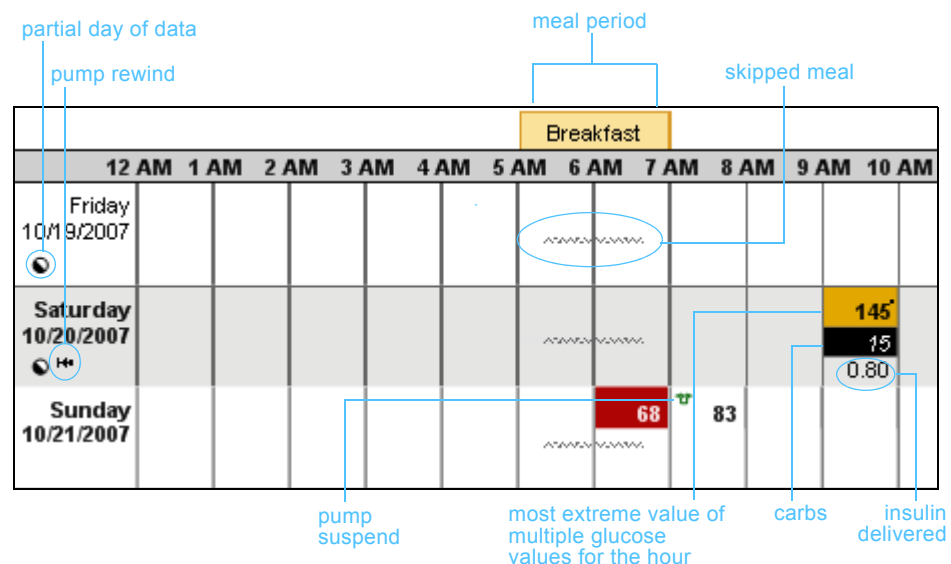 partial day of data
meal period
pump rewind
skipped meal
Breakfast
12 AM 1 AM 2 AM 3 AM 4 AM 5 AM 6 AM 7 AM 8 AM 9 AM 10 AM
Friday
10/19/2007
Saturday
10/20/2007
145
15
0.80
Sunday
10/21/2007
68
83
pump
suspend
most extreme value of
multiple glucose
values for the hour
carbs
insulin
delivered